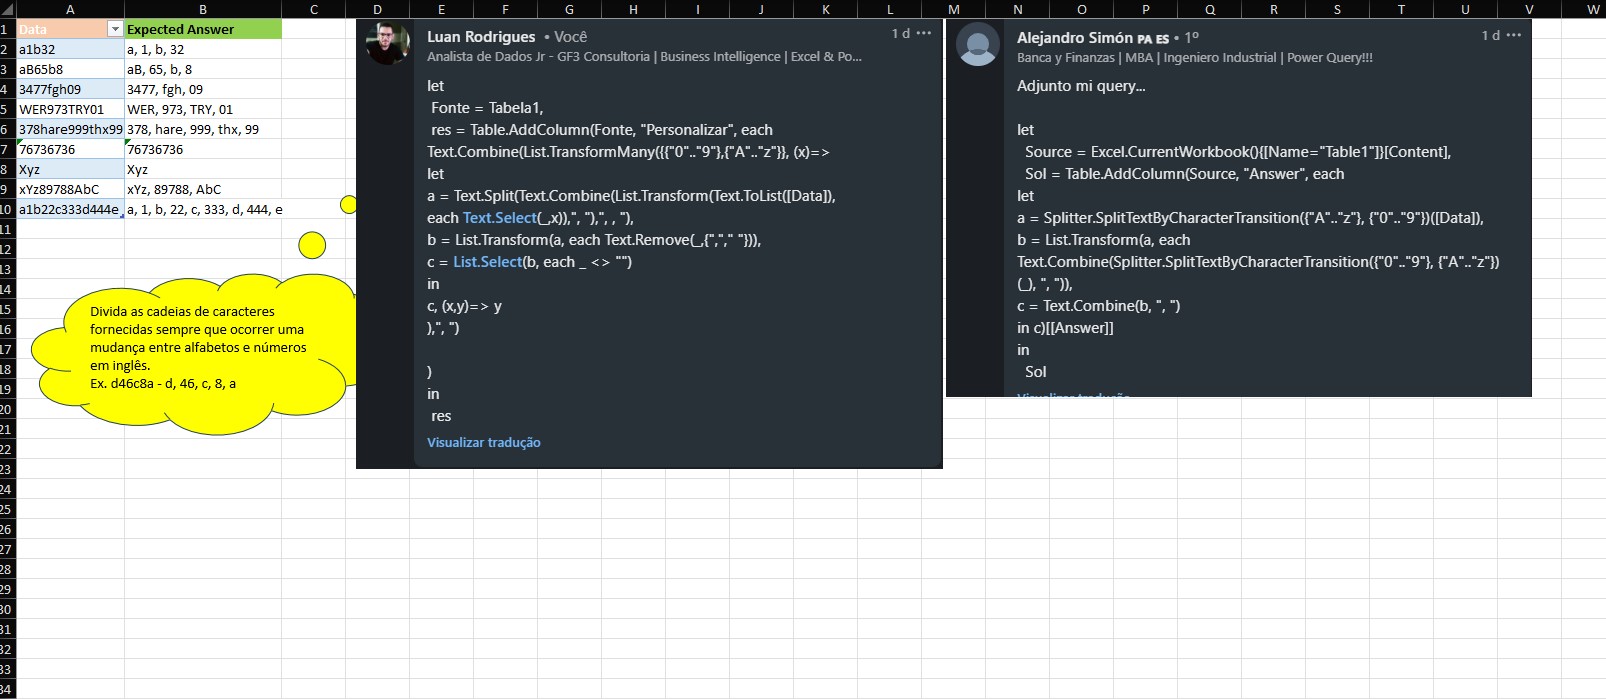 A B C D E F G H I J K L M N O P Q R S T U V W
1 Data Expected Answer
2 a1b32 a, 1, b, 32
3 aB65b8 aB, 65, b, 8
4 3477fgh09 3477, fgh, 09
5 WER973TRY01 WER, 973, TRY, 01
6 378hare999thx99 378, hare, 999, thx, 99
7 76736736 76736736
8 Xyz Xyz
9 xYz89788AbC xYz, 89788, AbC
10 a1b22c333d444e a, 1, b, 22, c, 333, d, 444, e
11
12
13
14
15
16
17
18
19
20
21
22
23
24
25
26
27
28
29
30
31
32
33
34
Divida as cadeias de caracteres
fornecidas sempre que ocorrer uma
mudança entre alfabetos e números
em inglês.
Ex. d46c8a - d, 46, c, 8, a
Luan Rodrigues • Você 1 d •••
Analista de Dados Jr - GF3 Consultoria | Business Intelligence | Excel & Po...
let
Fonte = Tabela1,
res = Table.AddColumn(Fonte, "Personalizar", each
Text.Combine(List.TransformMany({{"0".."9"},{"A".."z"}}, (x)=>
let
a = Text.Split(Text.Combine(List.Transform(Text.ToList([Data]),
each Text.Select(_,x)),", "),", , "),
b = List.Transform(a, each Text.Remove(_,{","," "})),
c = List.Select(b, each _ <> "")
in
c, (x,y)=> y
),", ")
)
in
res
Visualizar tradução
Alejandro Simón PA ES • 1º 1 d •••
Banca y Finanzas | MBA | Ingeniero Industrial | Power Query!!!
Adjunto mi query...
let
Source = Excel.CurrentWorkbook(){[Name="Table1"]}[Content],
Sol = Table.AddColumn(Source, "Answer", each
let
a = Splitter.SplitTextByCharacterTransition({"A".."z"}, {"0".."9"})([Data]),
b = List.Transform(a, each
Text.Combine(Splitter.SplitTextByCharacterTransition({"0".."9"}, {"A".."z"})
(_), ", ")),
c = Text.Combine(b, ", ")
in c)[[Answer]]
in
Sol
Visualizar tradução